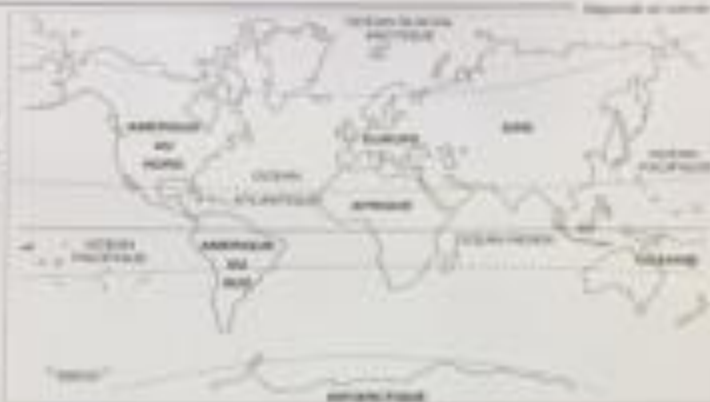 OCÉAN GLACIAL
ARCTIQUE
AMÉRIQUE
DU
NORD
EUROPE
ASIE
OCÉAN
ATLANTIQUE
OCÉAN
PACIFIQUE
AFRIQUE
OCÉAN
PACIFIQUE
AMÉRIQUE
DU
SUD
OCÉAN INDIEN
OCÉANIE
ANTARCTIQUE